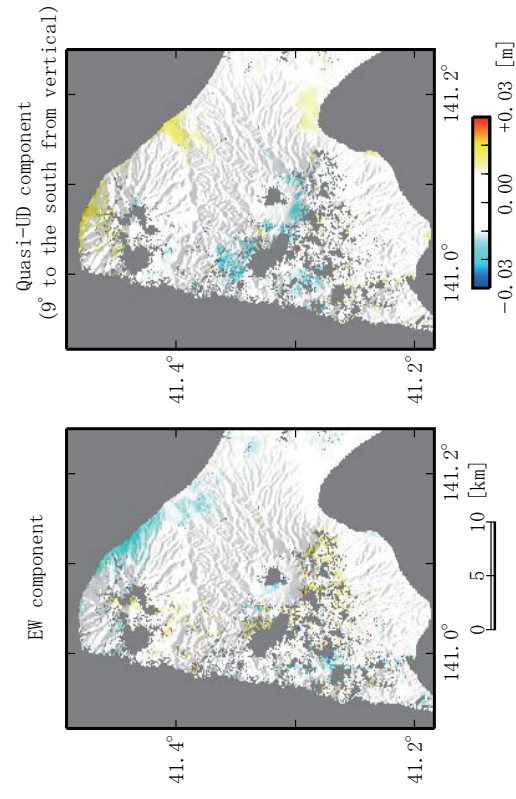 EW component
41.4°
41.2°
141.0°
141.2°
0 5 10 [km]
Quasi-UD component
(9° to the south from vertical)
41.4°
41.2°
141.0°
141.2°
−0.03 0.00 +0.03 [m]